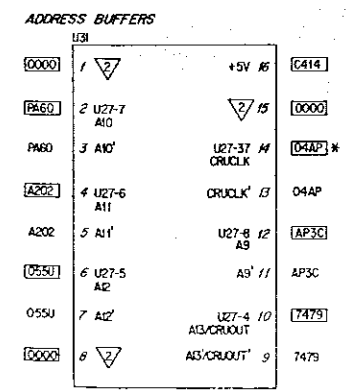 ADDRESS BUFFERS
U31
0000 1 2 +5V 16 C414
PA60 2 U27-7 A10 2 15 0000
PA60 3 A10' U27-37 CRUCLK 14 04AP *
A202 4 U27-6 A11 CRUCLK' 13 04AP
A202 5 A11' U27-8 A9 12 AP3C
055U 6 U27-5 A12 A9' 11 AP3C
055U 7 A12' U27-4 A13/CRUOUT 10 7479
0000 8 2 A13/CRUOUT' 9 7479